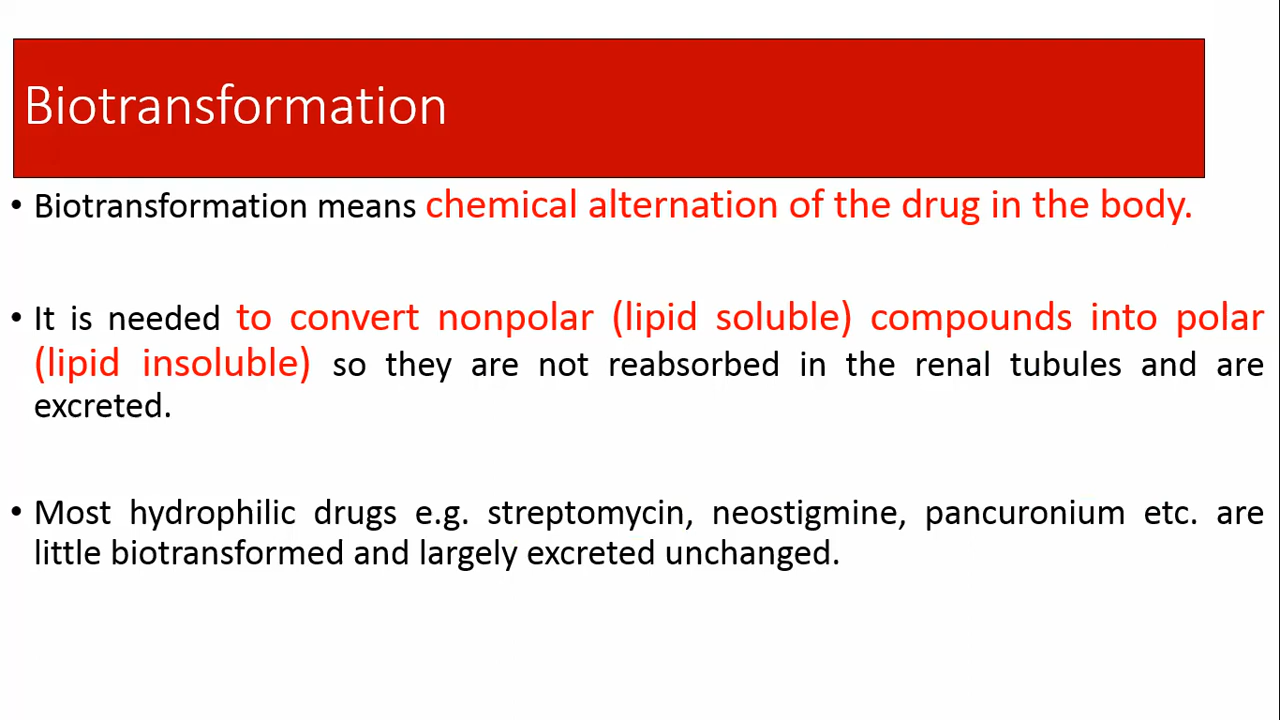 Biotransformation
• Biotransformation means chemical alternation of the drug in the body.
• It is needed to convert nonpolar (lipid soluble) compounds into polar
(lipid insoluble) so they are not reabsorbed in the renal tubules and are
excreted.
• Most hydrophilic drugs e.g. streptomycin, neostigmine, pancuronium etc. are
little biotransformed and largely excreted unchanged.